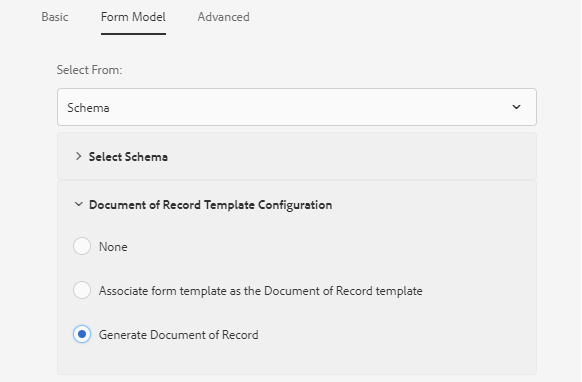 Basic Form Model Advanced
Select From:
Schema
Select Schema
Document of Record Template Configuration
None
Associate form template as the Document of Record template
Generate Document of Record